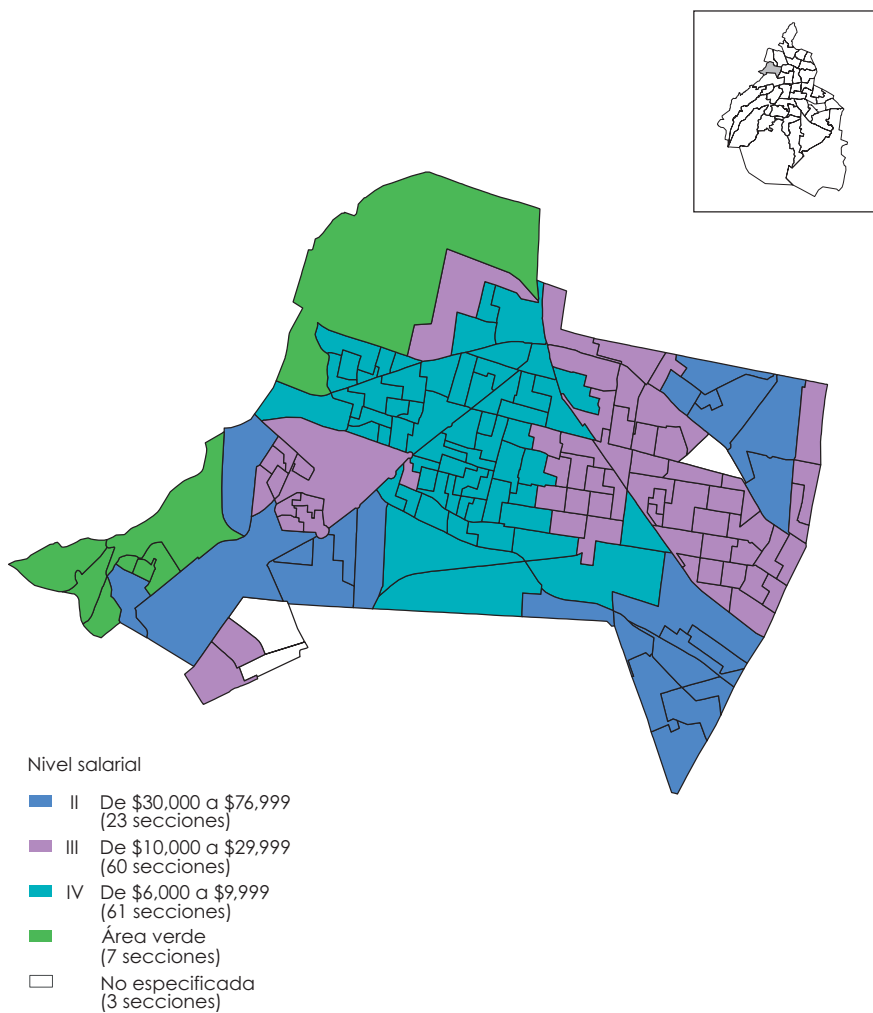 Nivel salarial
II De $30,000 a $76,999
(23 secciones)
III De $10,000 a $29,999
(60 secciones)
IV De $6,000 a $9,999
(61 secciones)
Área verde
(7 secciones)
No especificada
(3 secciones)